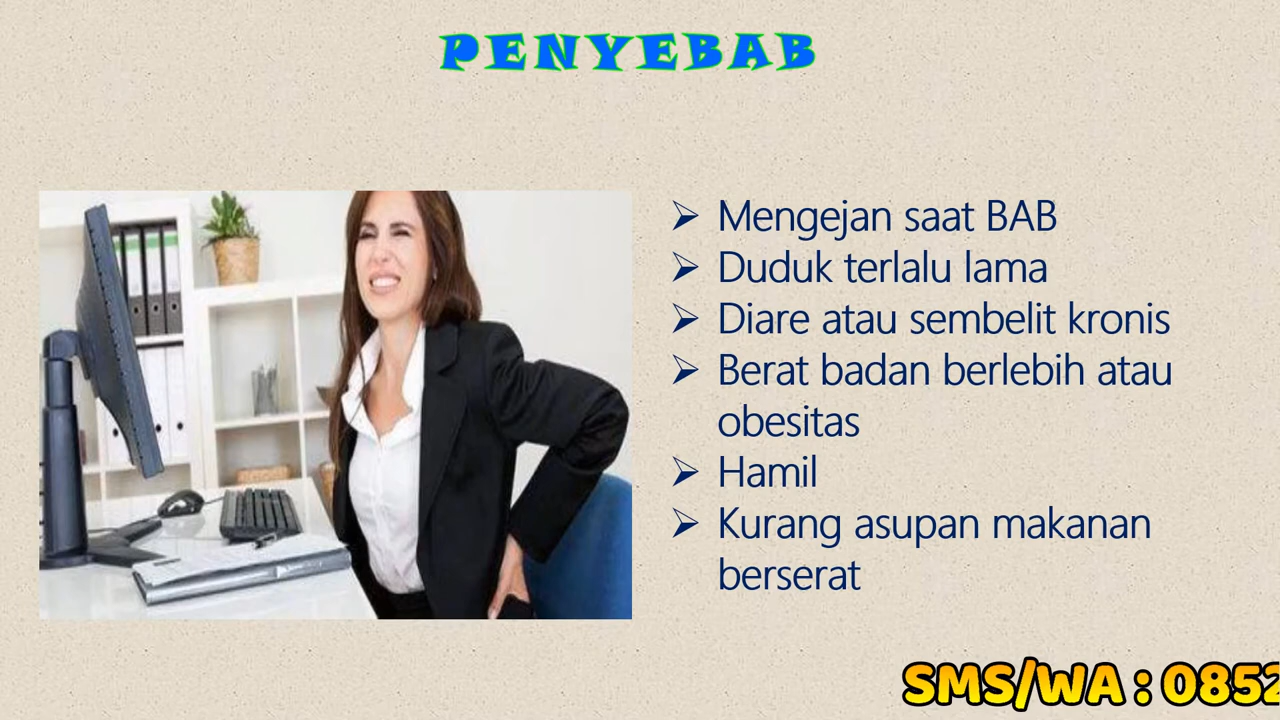 PENYEBAB
➢ Mengejan saat BAB
➢ Duduk terlalu lama
➢ Diare atau sembelit kronis
➢ Berat badan berlebih atau
obesitas
➢ Hamil
➢ Kurang asupan makanan
berserat
SMS/WA : 0852